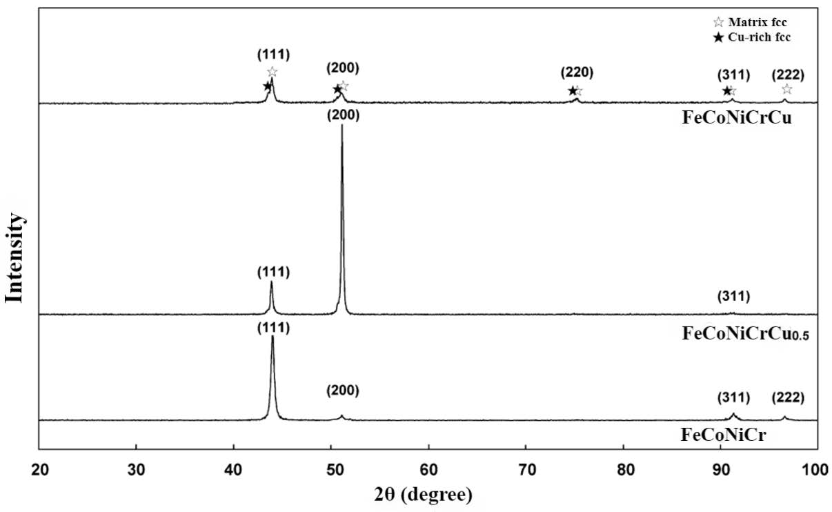 ☆ Matrix fcc
★ Cu-rich fcc
(111)
(200)
(220)
(311)
(222)
FeCoNiCrCu
(200)
(111)
(311)
FeCoNiCrCu0.5
(111)
(200)
(311)
(222)
FeCoNiCr
Intensity
20 30 40 50 60 70 80 90 100
2θ (degree)